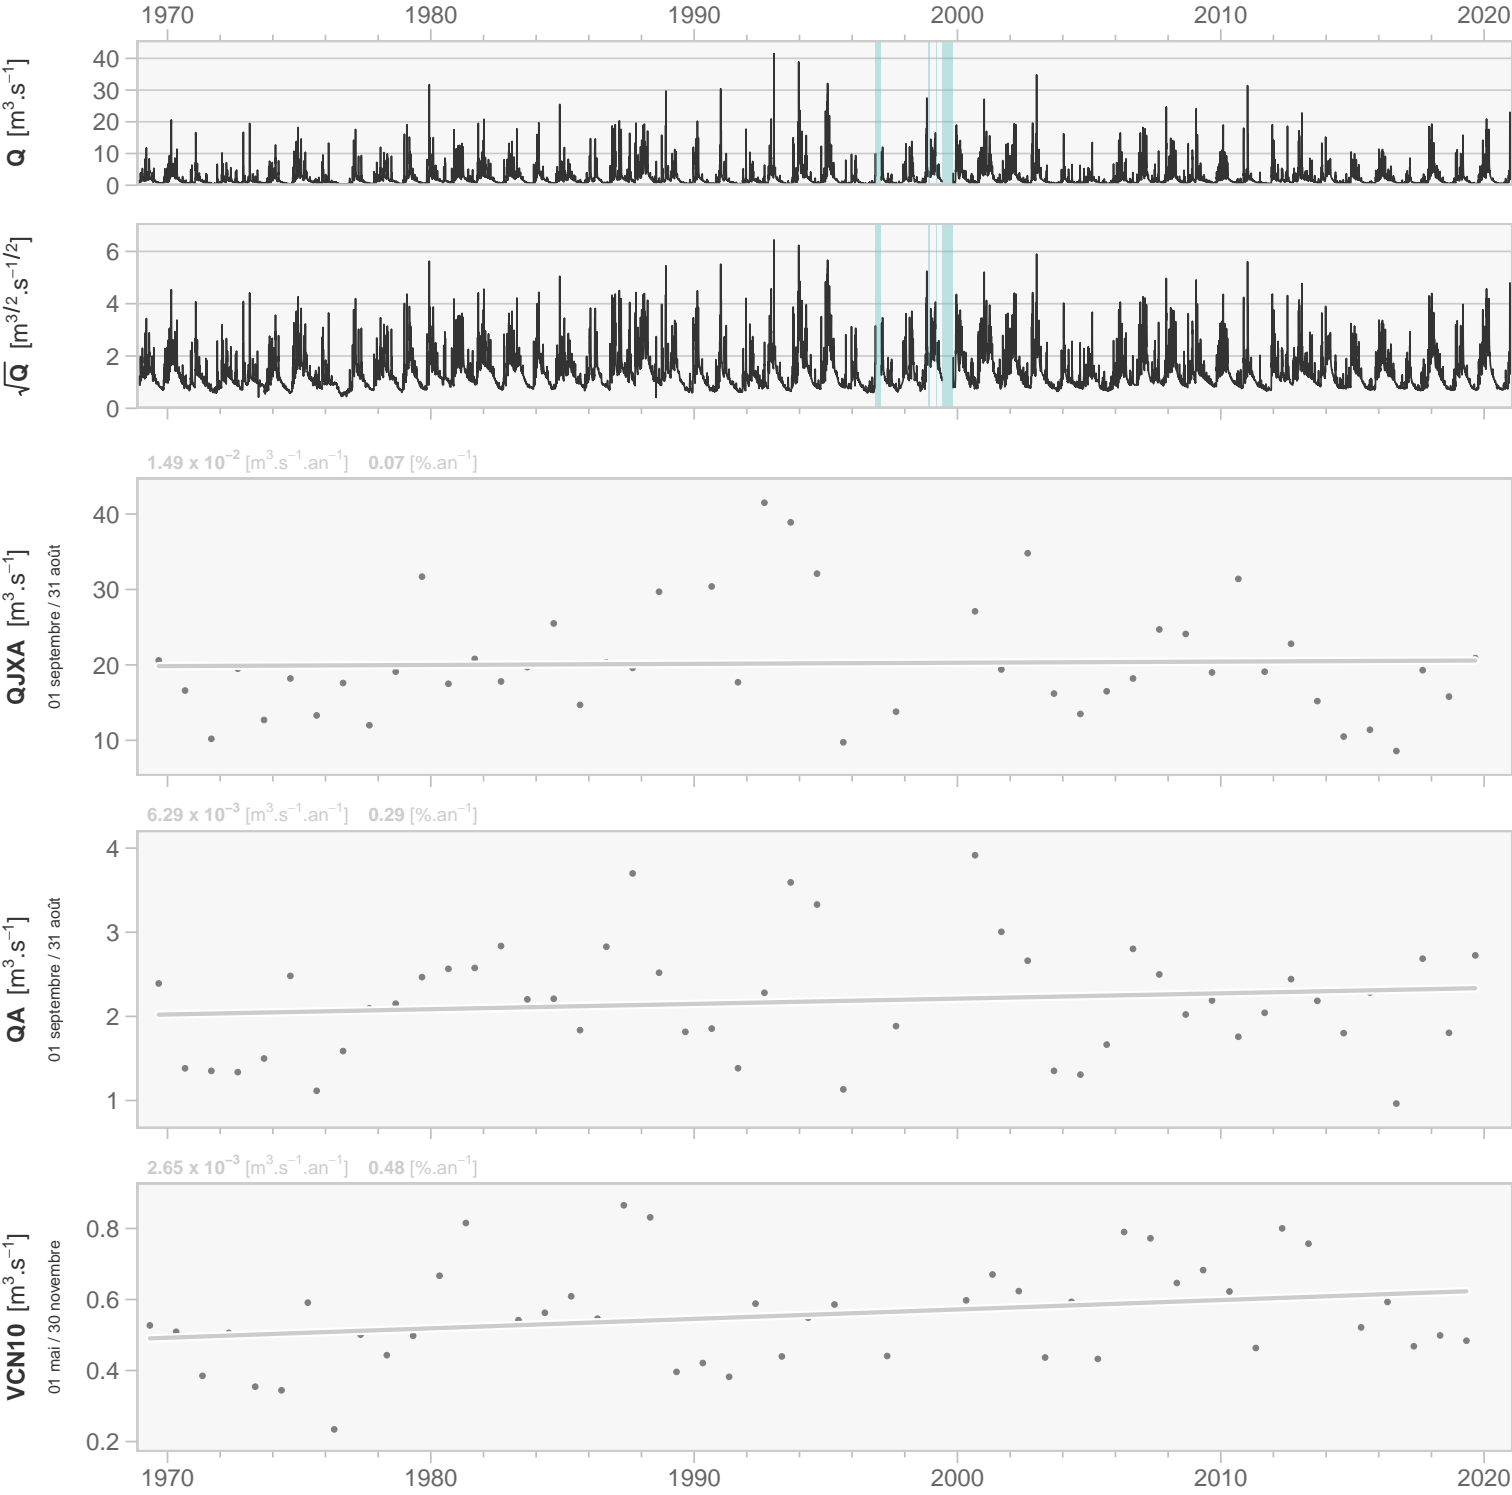 1970 1980 1990 2000 2010 2020
Q [m³.s⁻¹]
40
30
20
10
0
√Q [m³ᐟ².s⁻¹ᐟ²]
6
4
2
0
1.49 x 10⁻² [m³.s⁻¹.an⁻¹] 0.07 [%.an⁻¹]
QJXA [m³.s⁻¹]
01 septembre / 31 août
40
30
20
10
6.29 x 10⁻³ [m³.s⁻¹.an⁻¹] 0.29 [%.an⁻¹]
QA [m³.s⁻¹]
01 septembre / 31 août
4
3
2
1
2.65 x 10⁻³ [m³.s⁻¹.an⁻¹] 0.48 [%.an⁻¹]
VCN10 [m³.s⁻¹]
01 mai / 30 novembre
0.8
0.6
0.4
0.2
1970 1980 1990 2000 2010 2020